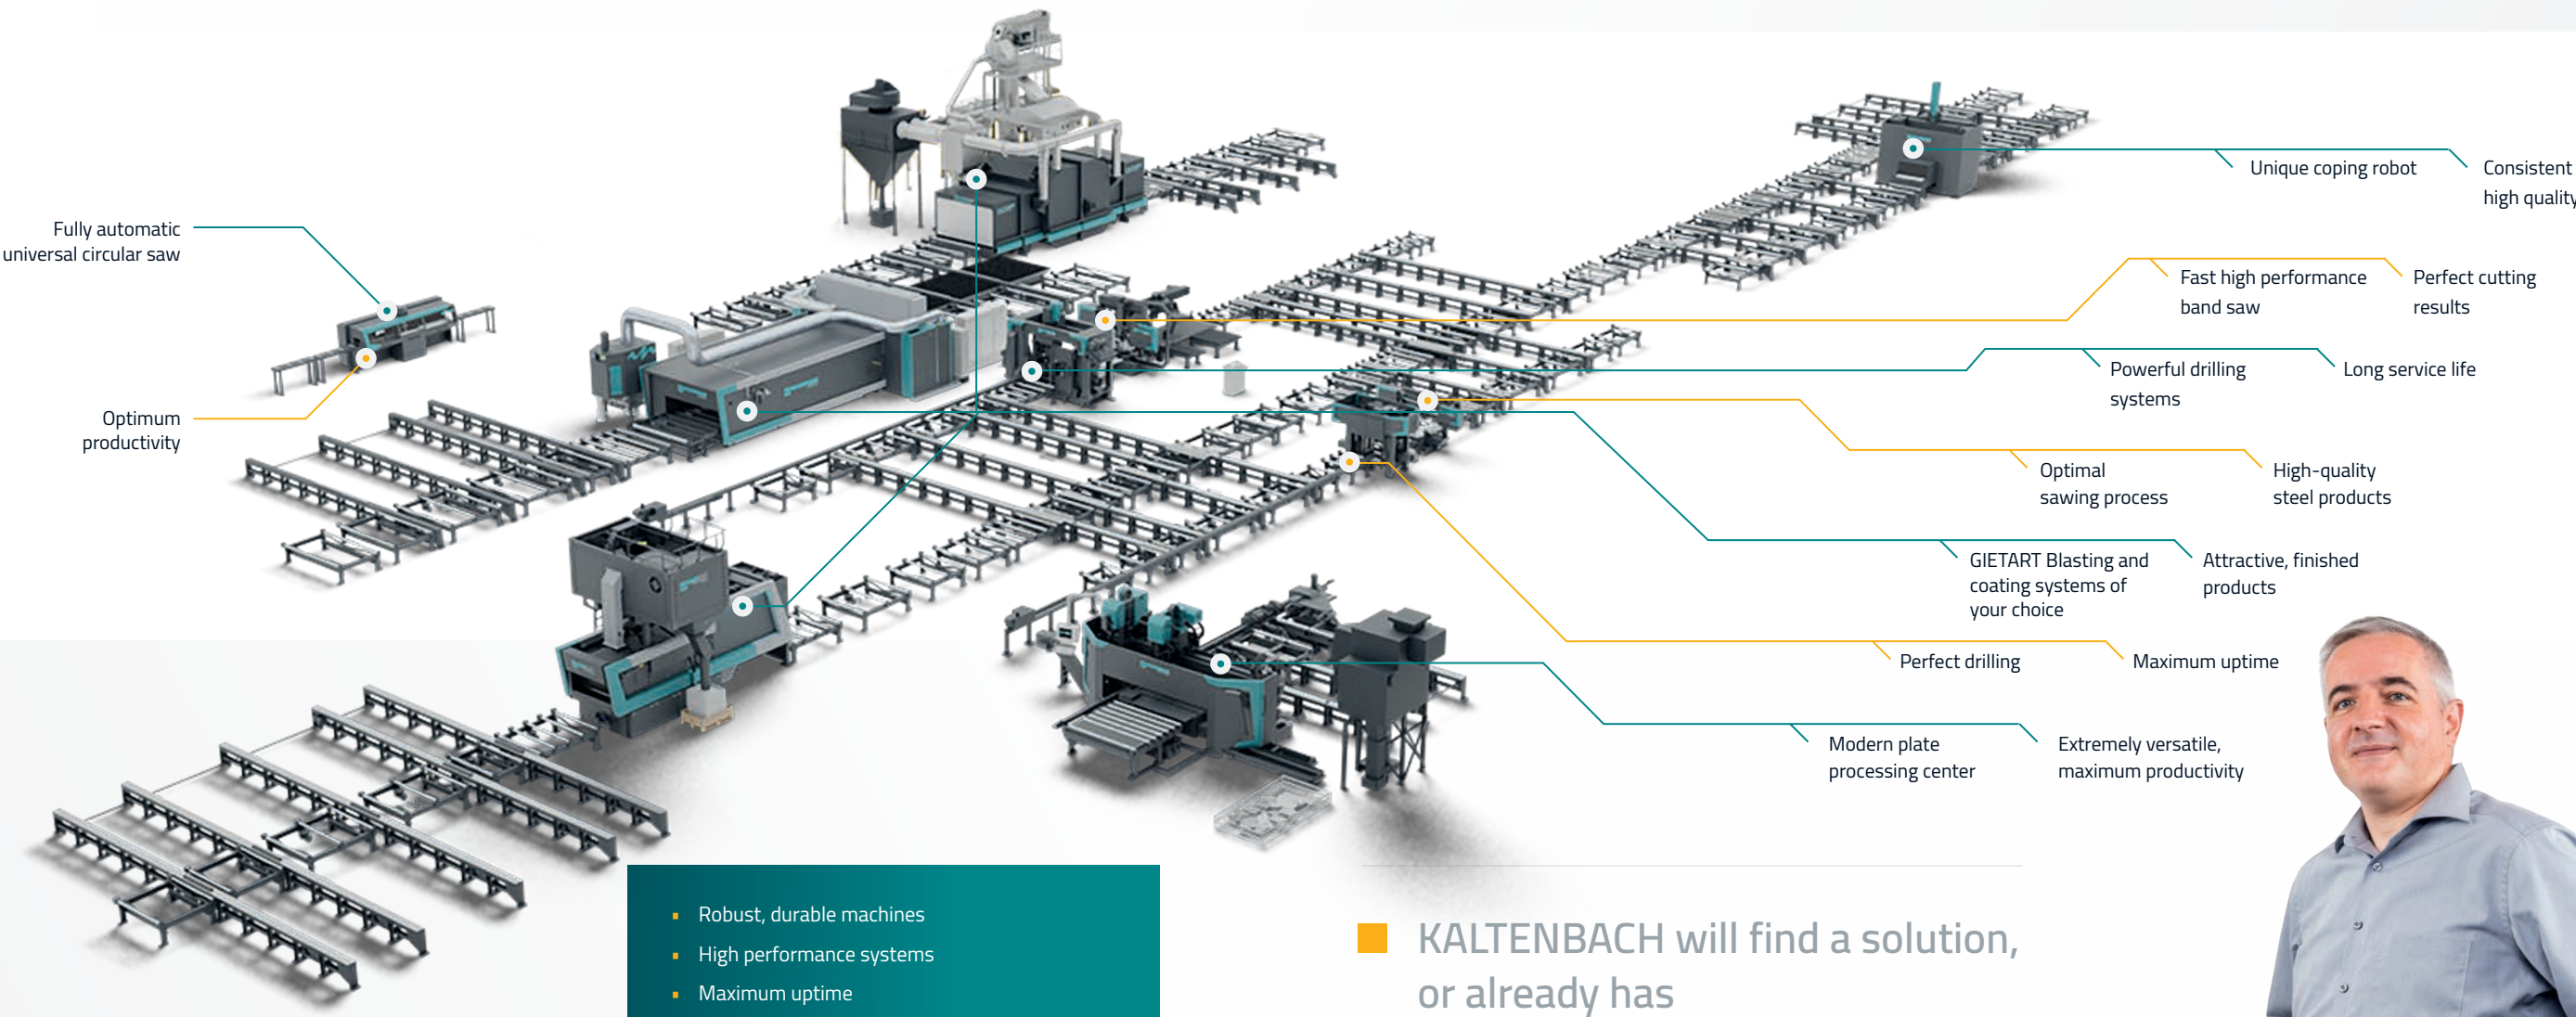 Fully automatic
universal circular saw
Optimum
productivity
Unique coping robot
Consistent
high quality
Fast high performance
band saw
Perfect cutting
results
Powerful drilling
systems
Long service life
Optimal
sawing process
High-quality
steel products
GIETART Blasting and
coating systems of
your choice
Attractive, finished
products
Perfect drilling
Maximum uptime
Modern plate
processing center
Extremely versatile,
maximum productivity
▪ Robust, durable machines
▪ High performance systems
▪ Maximum uptime
■ KALTENBACH will find a solution,
or already has